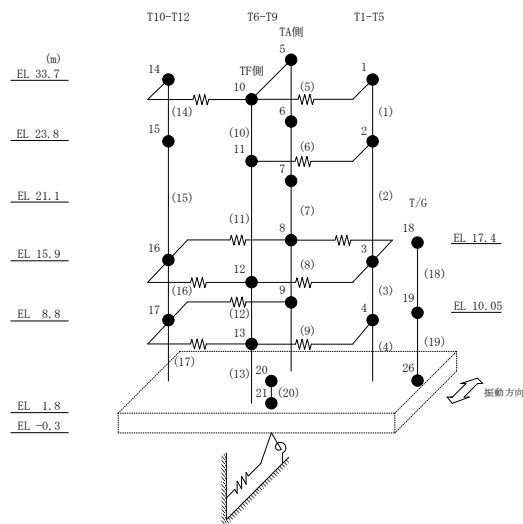 T10-T12 T6-T9 T1-T5
TA側
(m) 5
EL 33.7 14 TF側 1
10 (5)
(14) (1)
EL 23.8 15 (10) 6 2
11 (6)
7
EL 21.1 (15) (2)
(7) T/G
(11) 8 18 EL 17.4
EL 15.9 16 3
12 (8) (18)
(16) (3)
(12) 9 19 EL 10.05
EL 8.8 17 4
13 (9) (19)
(17) (4)
(13) 20 26
21 (20) 振動方向
EL 1.8
EL -0.3